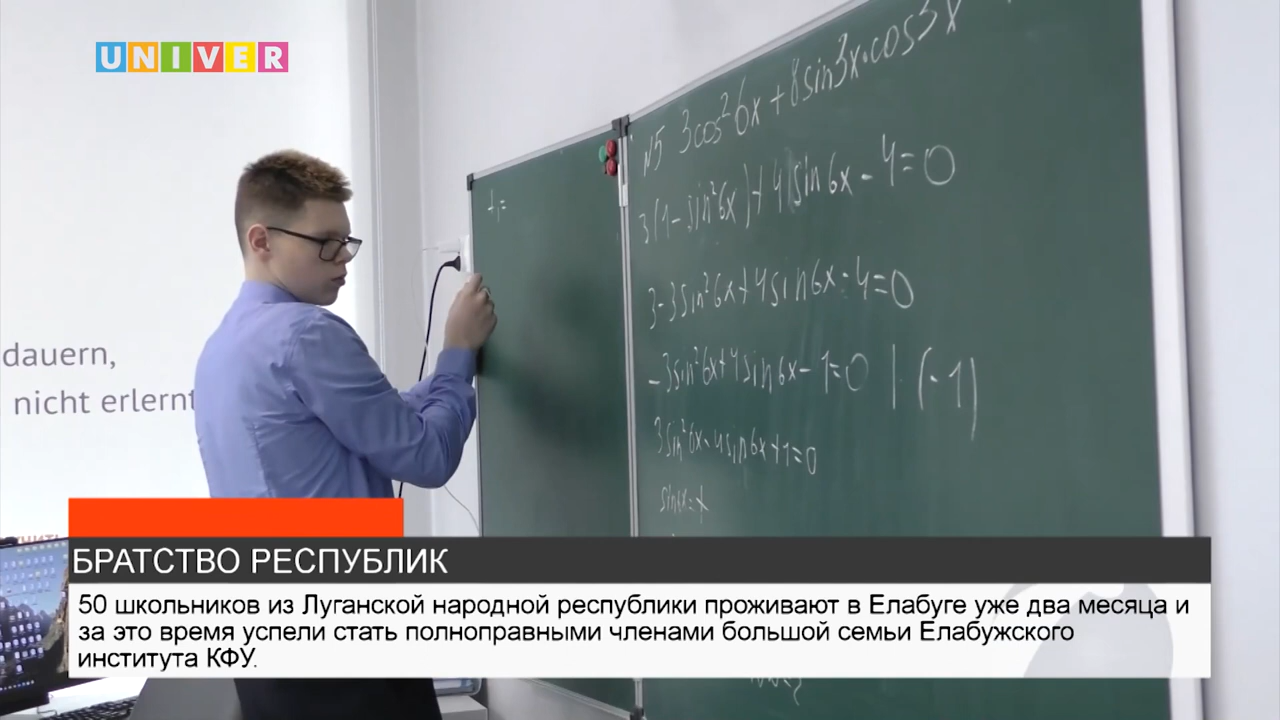 UNIVER
dauern,
nicht erlernt
t₁=
№5 3cos²6x + 8sin3x·cos3x
3(1-sin²6x)+4sin6x-4=0
3-3sin²6x+4sin6x-4=0
-3sin²6x+4sin6x-1=0 |·(-1)
3sin²6x-4sin6x+1=0
sin6x=t
БРАТСТВО РЕСПУБЛИК
50 школьников из Луганской народной республики проживают в Елабуге уже два месяца и
за это время успели стать полноправными членами большой семьи Елабужского
института КФУ.